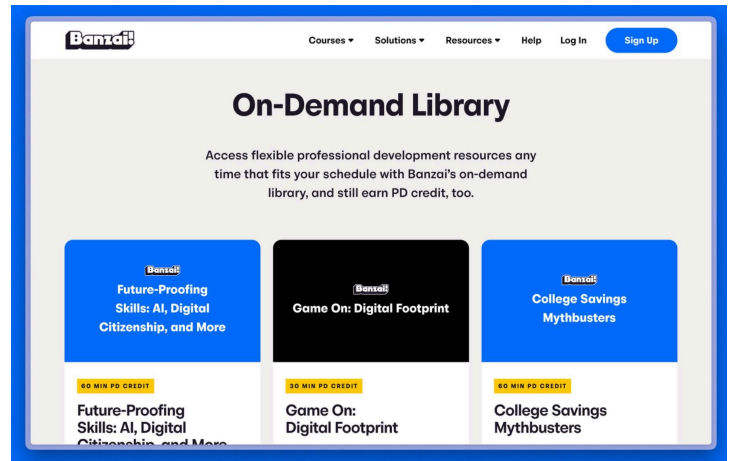 Banzai!
Courses Solutions Resources Help Log In Sign Up
On-Demand Library
Access flexible professional development resources any
time that fits your schedule with Banzai's on-demand
library, and still earn PD credit, too.
Banzai!
Future-Proofing
Skills: AI, Digital
Citizenship, and More
Banzai!
Game On: Digital Footprint
Banzai!
College Savings
Mythbusters
60 MIN PD CREDIT
Future-Proofing
Skills: AI, Digital
Citizenship, and More
30 MIN PD CREDIT
Game On:
Digital Footprint
60 MIN PD CREDIT
College Savings
Mythbusters